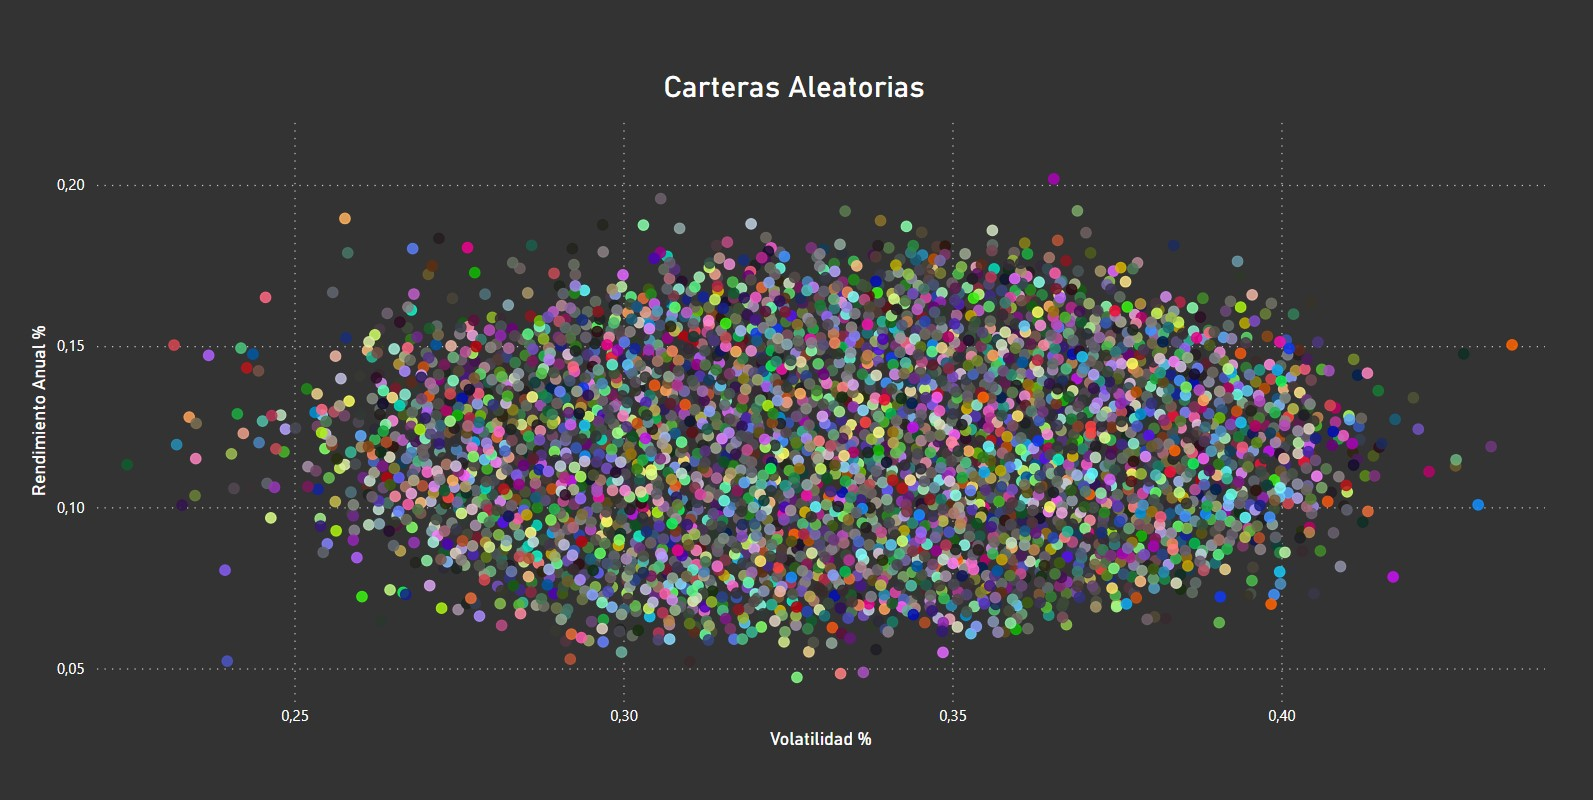 Carteras Aleatorias
Rendimiento Anual %
0,20
0,15
0,10
0,05
0,25
0,30
0,35
0,40
Volatilidad %